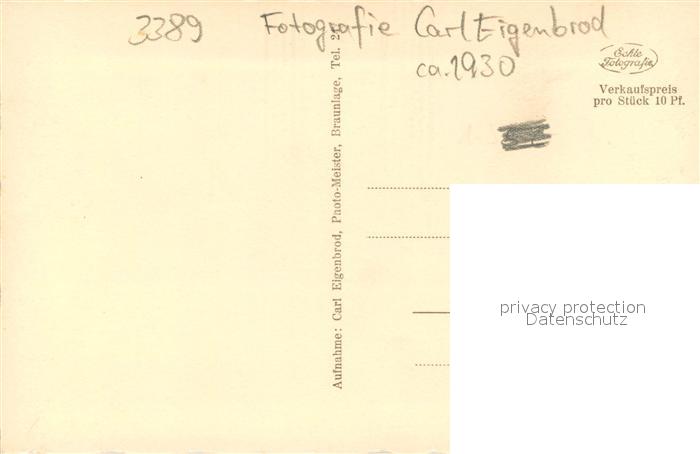 3389 Fotografie Carl Eigenbrod
ca. 1930
Echte
Fotografie
Verkaufspreis
pro Stück 10 Pf.
Aufnahme: Carl Eigenbrod, Paoto-Meister, Braunlage, Tel.
privacy protection
Datenschutz